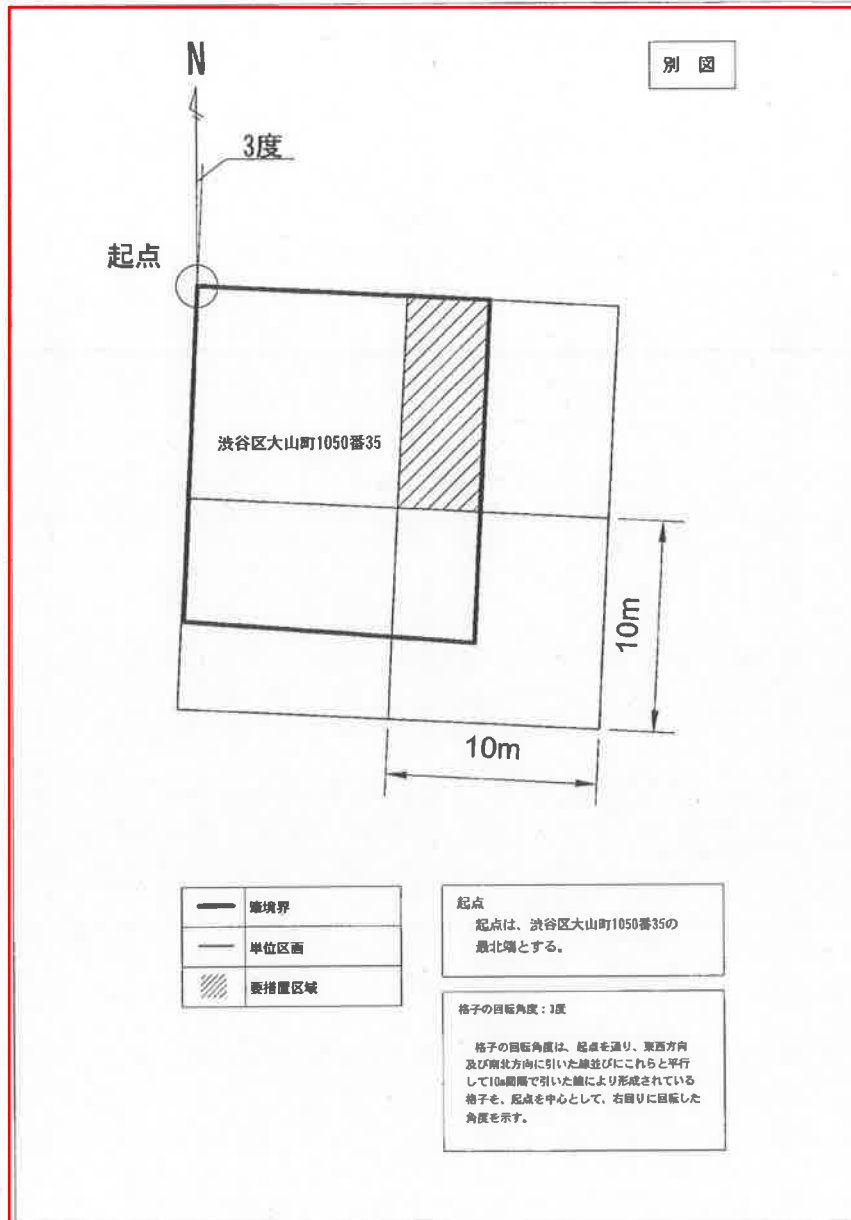 別 図
N
3度
起点
渋谷区大山町1050番35
10m
10m
筆境界
単位区画
要措置区域
起点
起点は、渋谷区大山町1050番35の
最北端とする。
格子の回転角度：3度
格子の回転角度は、起点を通り、東西方向
及び南北方向に引いた線並びにこれらと平行
して10m間隔で引いた線により形成されている
格子を、起点を中心として、右回りに回転した
角度を示す。